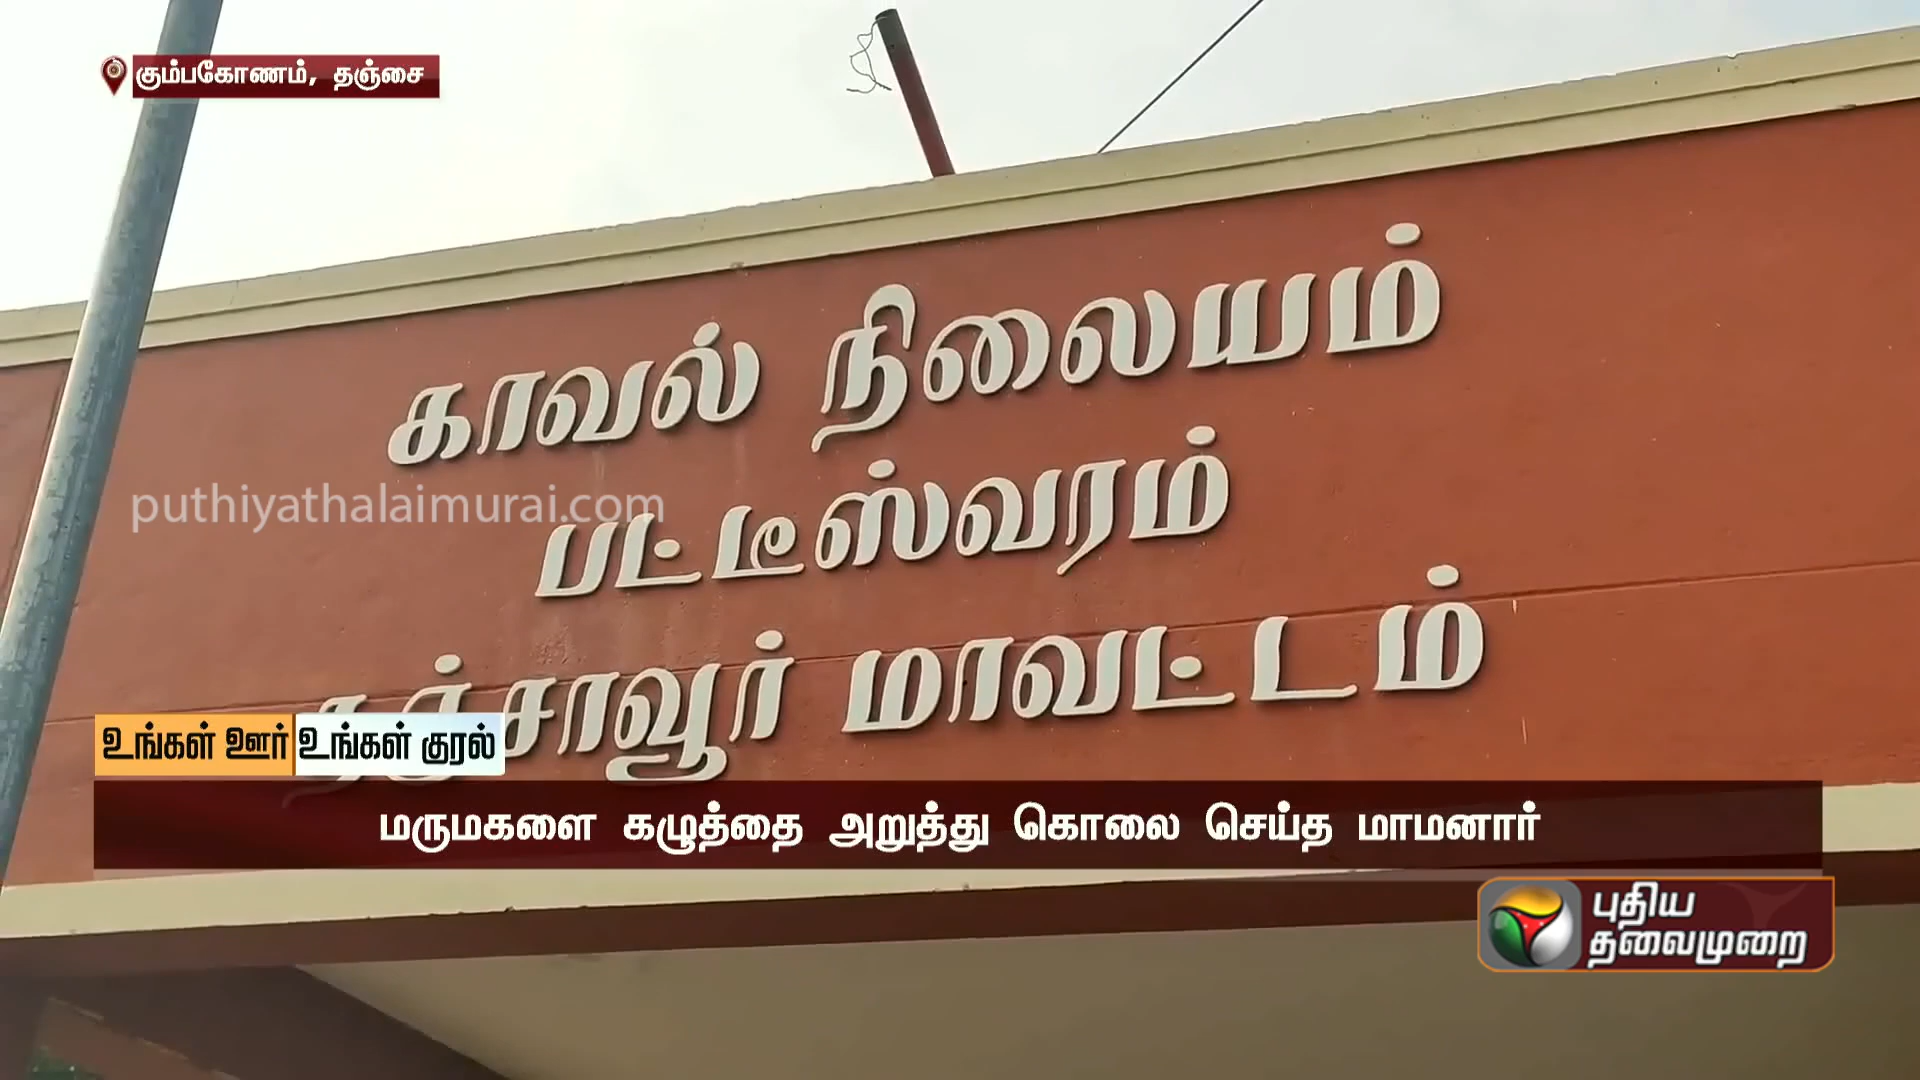 கும்பகோணம், தஞ்சை
காவல் நிலையம்
puthiyathalaimurai.com
பட்டீஸ்வரம்
தஞ்சாவூர் மாவட்டம்
உங்கள் ஊர் உங்கள் குரல்
மருமகளை கழுத்தை அறுத்து கொலை செய்த மாமனார்
புதிய
தலைமுறை